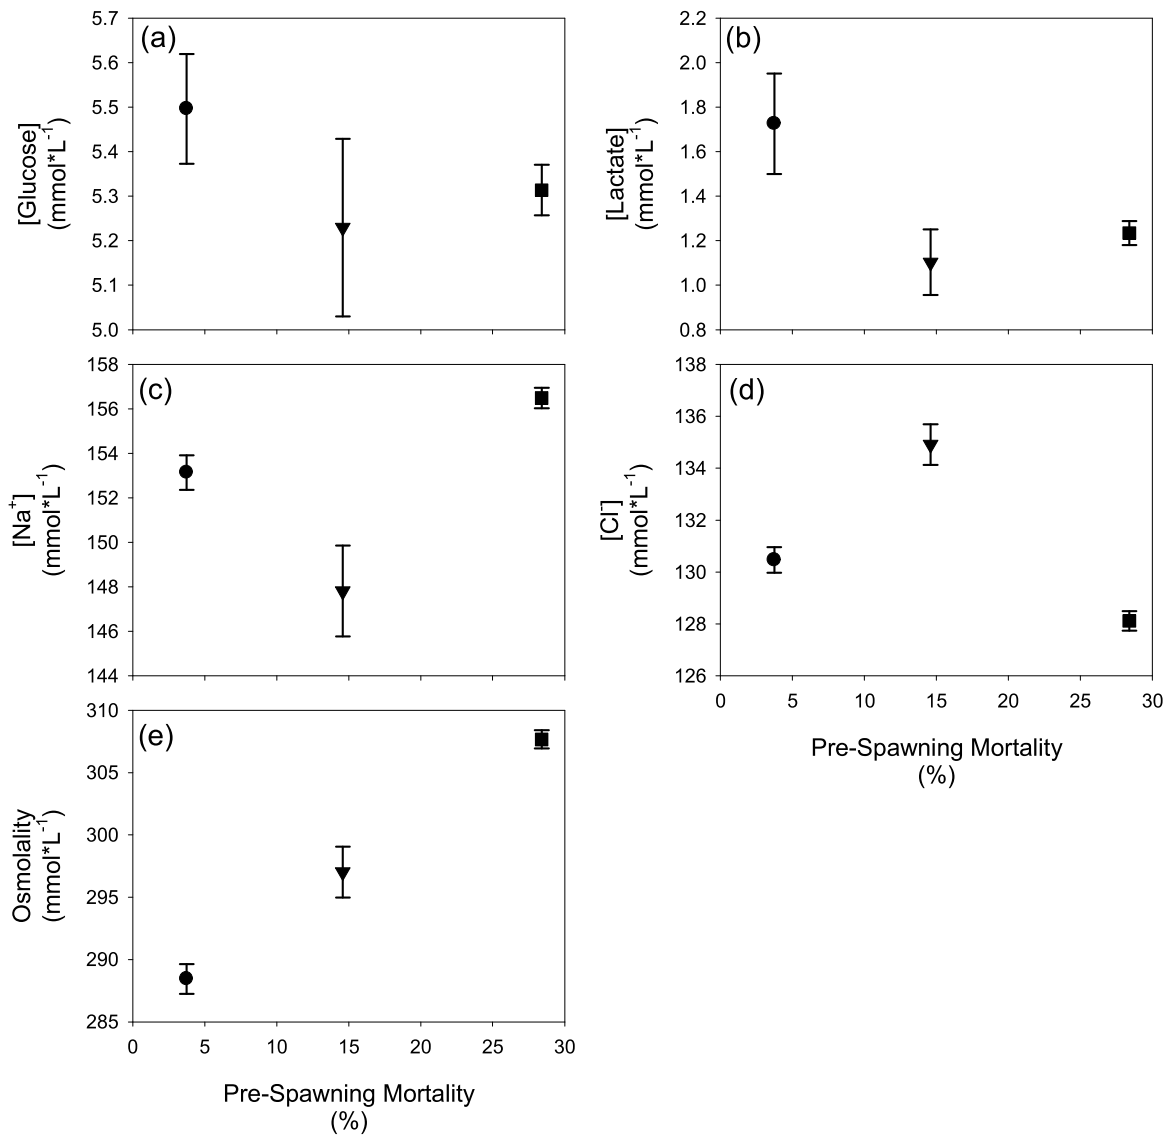 (a)
[Glucose]
(mmol*L⁻¹)
5.7
5.6
5.5
5.4
5.3
5.2
5.1
5.0
(b)
[Lactate]
(mmol*L⁻¹)
2.2
2.0
1.8
1.6
1.4
1.2
1.0
0.8
(c)
[Na⁺]
(mmol*L⁻¹)
158
156
154
152
150
148
146
144
(d)
[Cl⁻]
(mmol*L⁻¹)
138
136
134
132
130
128
126
0 5 10 15 20 25 30
Pre-Spawning Mortality
(%)
(e)
Osmolality
(mmol*L⁻¹)
310
305
300
295
290
285
0 5 10 15 20 25 30
Pre-Spawning Mortality
(%)